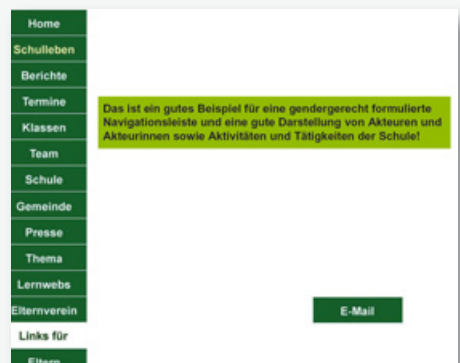 Home
Schulleben
Berichte
Termine
Klassen
Team
Schule
Gemeinde
Presse
Thema
Lernwebs
Elternverein
Links für
Eltern
Das ist ein gutes Beispiel für eine gendergerecht formulierte
Navigationsleiste und eine gute Darstellung von Akteuren und
Akteurinnen sowie Aktivitäten und Tätigkeiten der Schule!
E-Mail